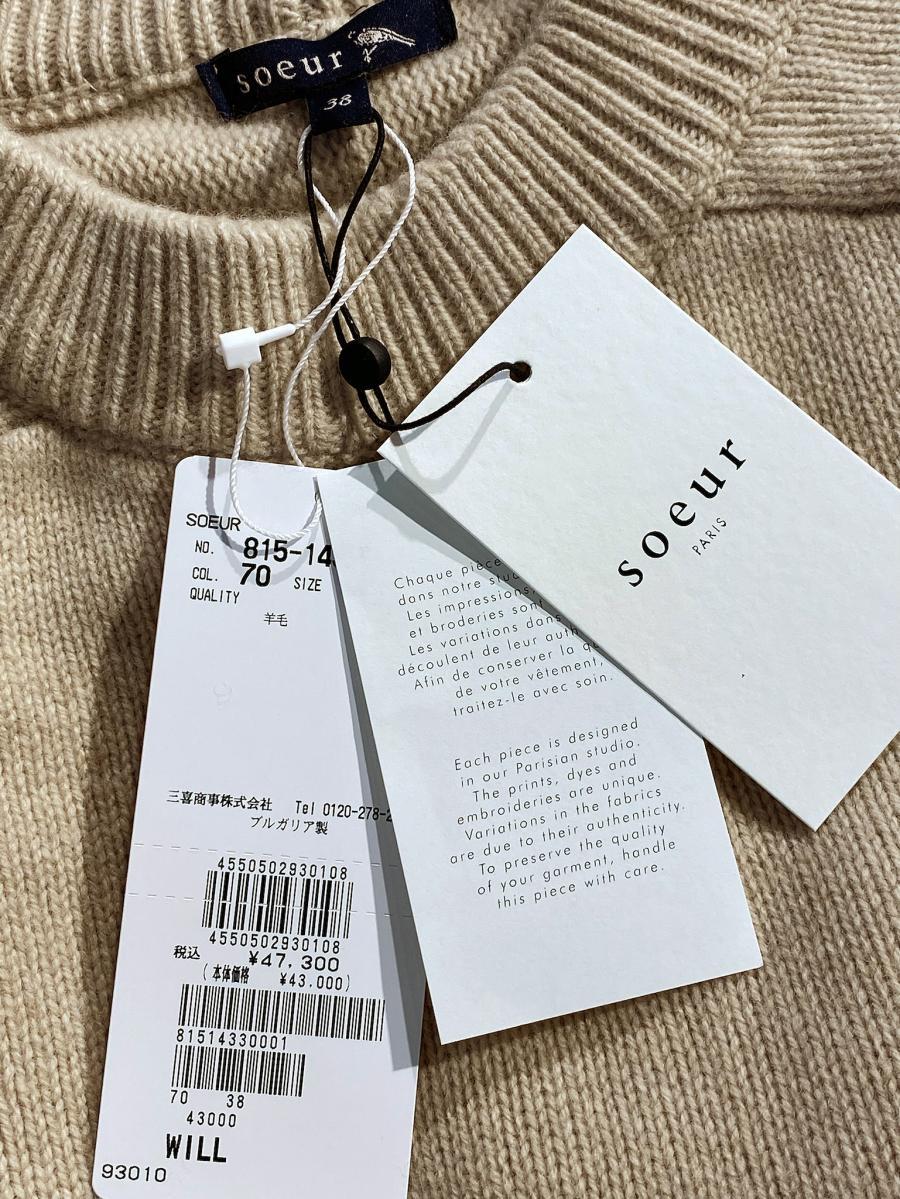 soeur
38
soeur
PARIS
SOEUR
NO. 815-14
COL. 70 SIZE
QUALITY
羊毛
三喜商事株式会社 Tel 0120-278-
ブルガリア製
4550502930108
4550502930108
税込 ¥47,300
(本体価格 ¥43,000)
81514330001
70 38
43000
WILL
93010
Chaque pièce
dans notre
Les impressions,
et broderies sont
Les variations dans
découlent de leur
Afin de conserver la
de votre vêtement,
traitez-le avec soin.
Each piece is designed
in our Parisian studio.
The prints, dyes and
embroideries are unique.
Variations in the fabrics
are due to their authenticity.
To preserve the quality
of your garment, handle
this piece with care.